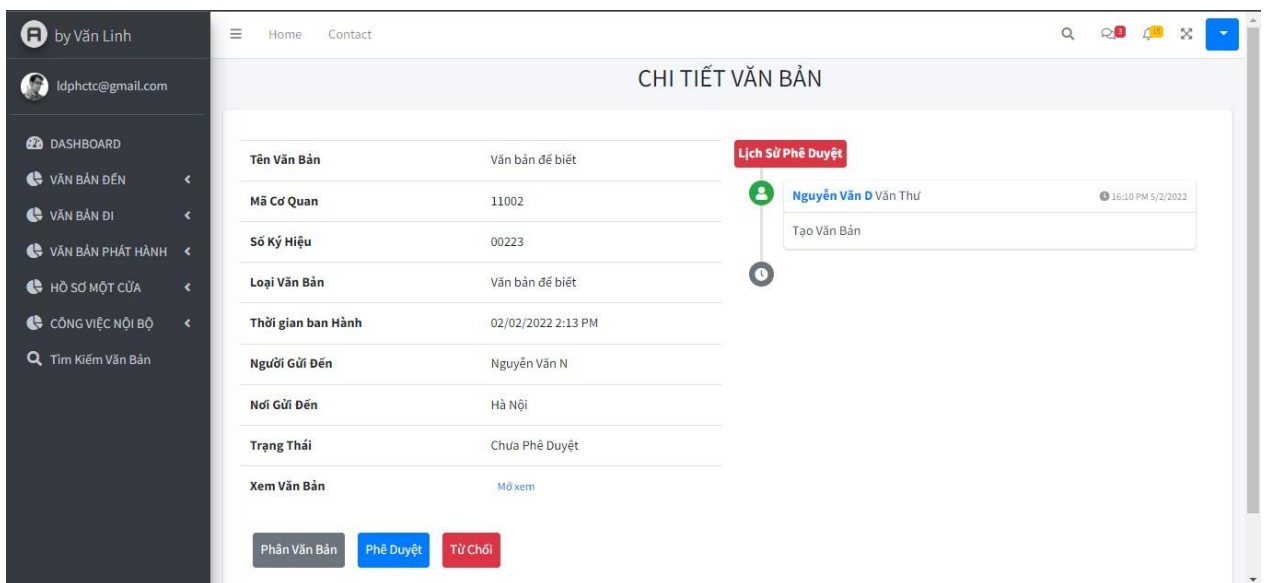 by Văn Linh
Home Contact
3
15
ldphctc@gmail.com
CHI TIẾT VĂN BẢN
DASHBOARD
VĂN BẢN ĐẾN
VĂN BẢN ĐI
VĂN BẢN PHÁT HÀNH
HỒ SƠ MỘT CỬA
CÔNG VIỆC NỘI BỘ
Tìm Kiếm Văn Bản
Tên Văn Bản Văn bản để biết
Mã Cơ Quan 11002
Số Ký Hiệu 00223
Loại Văn Bản Văn bản để biết
Thời gian ban Hành 02/02/2022 2:13 PM
Người Gửi Đến Nguyễn Văn N
Nơi Gửi Đến Hà Nội
Trạng Thái Chưa Phê Duyệt
Xem Văn Bản Mở xem
Phân Văn Bản Phê Duyệt Từ Chối
Lịch Sử Phê Duyệt
Nguyễn Văn D Văn Thư 16:10 PM 5/2/2022
Tạo Văn Bản